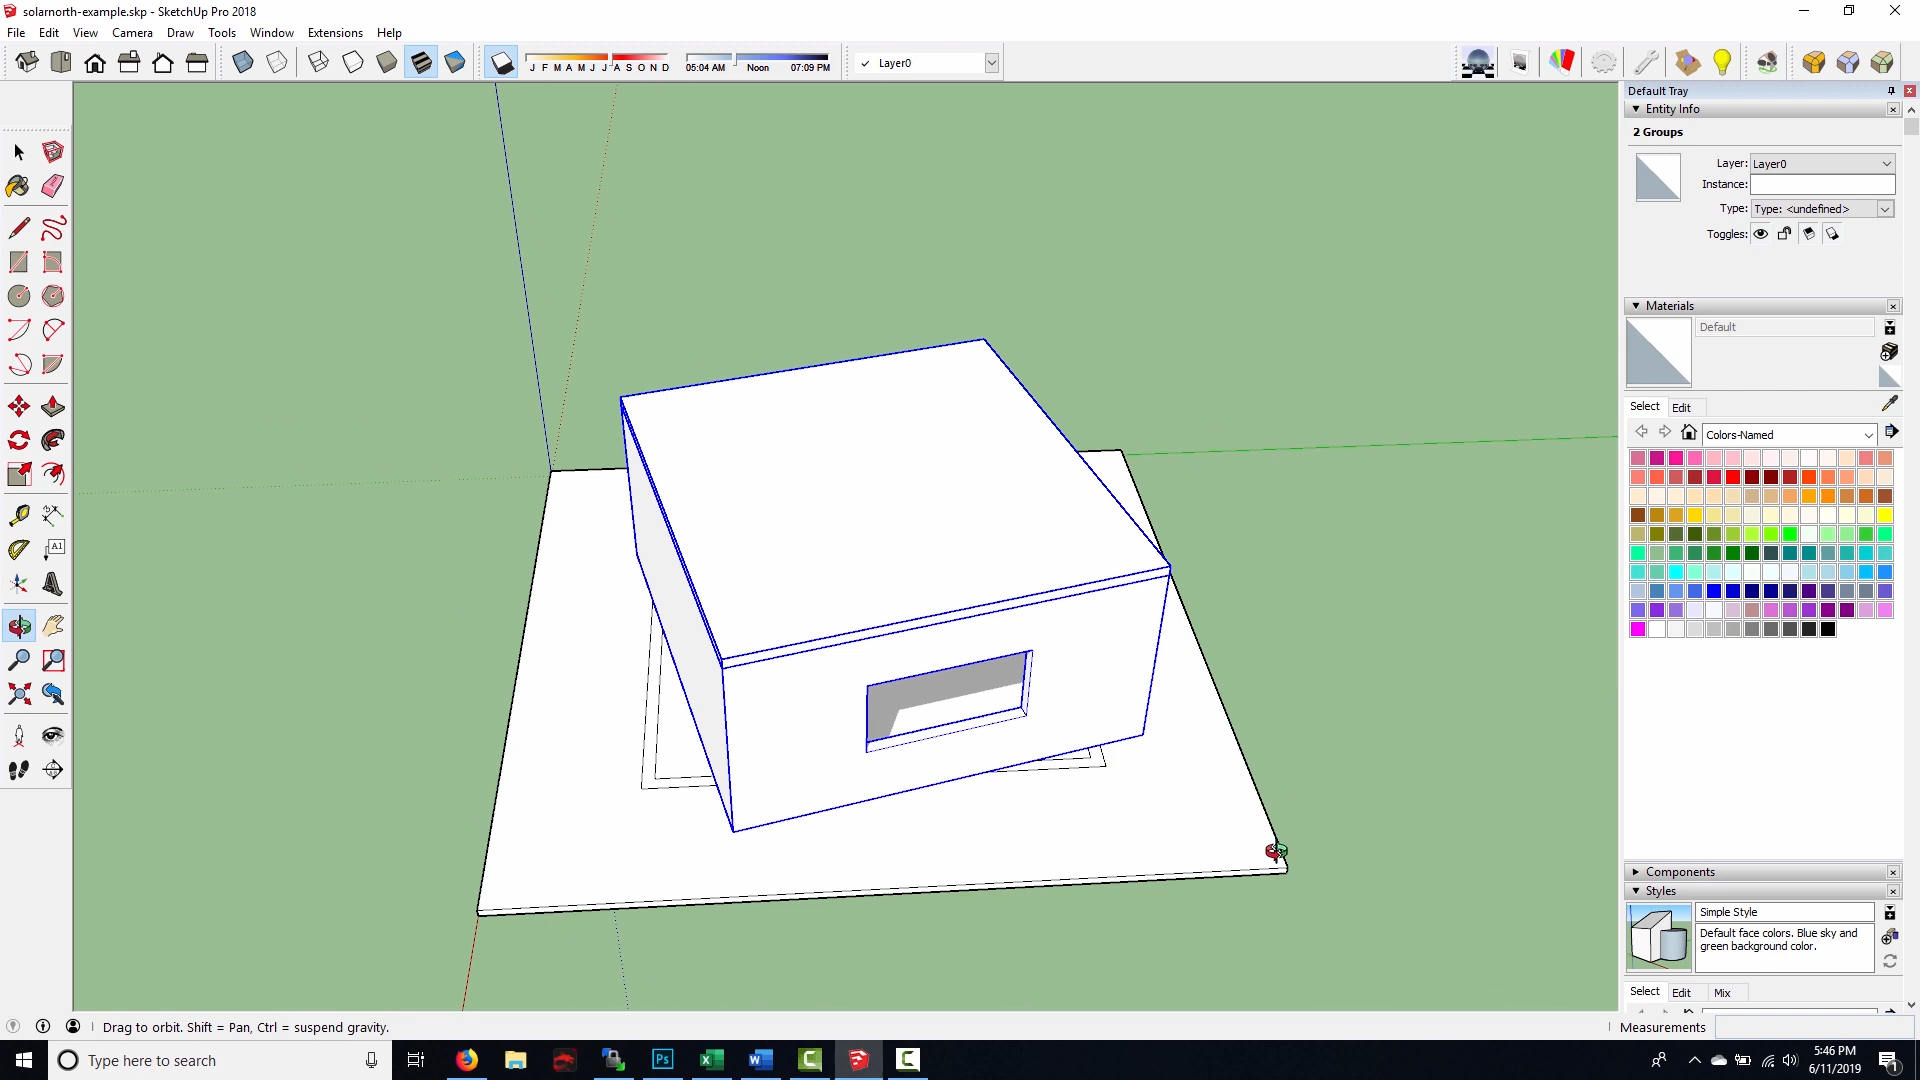 solarnorth-example.skp - SketchUp Pro 2018
File Edit View Camera Draw Tools Window Extensions Help
J F M A M J J A S O N D
05:04 AM Noon 07:09 PM
Layer0
Default Tray
Entity Info
2 Groups
Layer: Layer0
Instance:
Type: Type: <undefined>
Toggles:
Materials
Default
Select Edit
Colors-Named
A1
Components
Styles
Simple Style
Default face colors. Blue sky and
green background color.
Select Edit Mix
Drag to orbit. Shift = Pan, Ctrl = suspend gravity.
Measurements
Type here to search
Ps
5:46 PM
6/11/2019
1